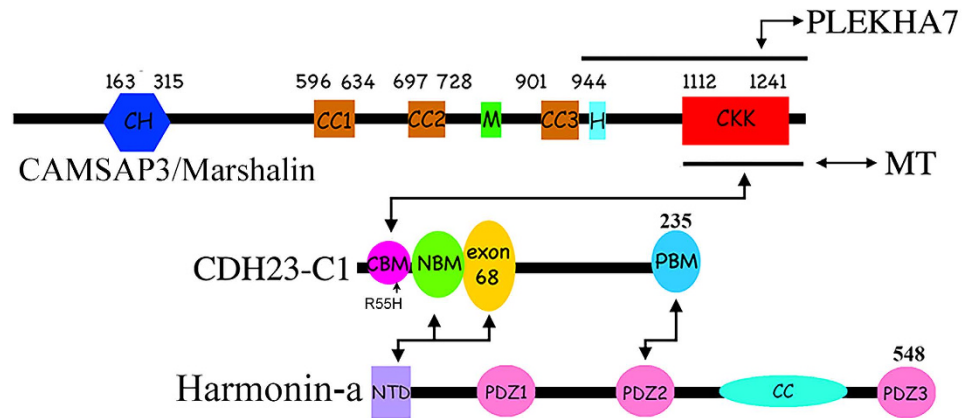 PLEKHA7
163 315 596 634 697 728 901 944 1112 1241
CH CC1 CC2 M CC3 H CKK
CAMSAP3/Marshalin MT
235
CDH23-C1 CBM NBM exon 68 PBM
R55H
548
Harmonin-a NTD PDZ1 PDZ2 CC PDZ3